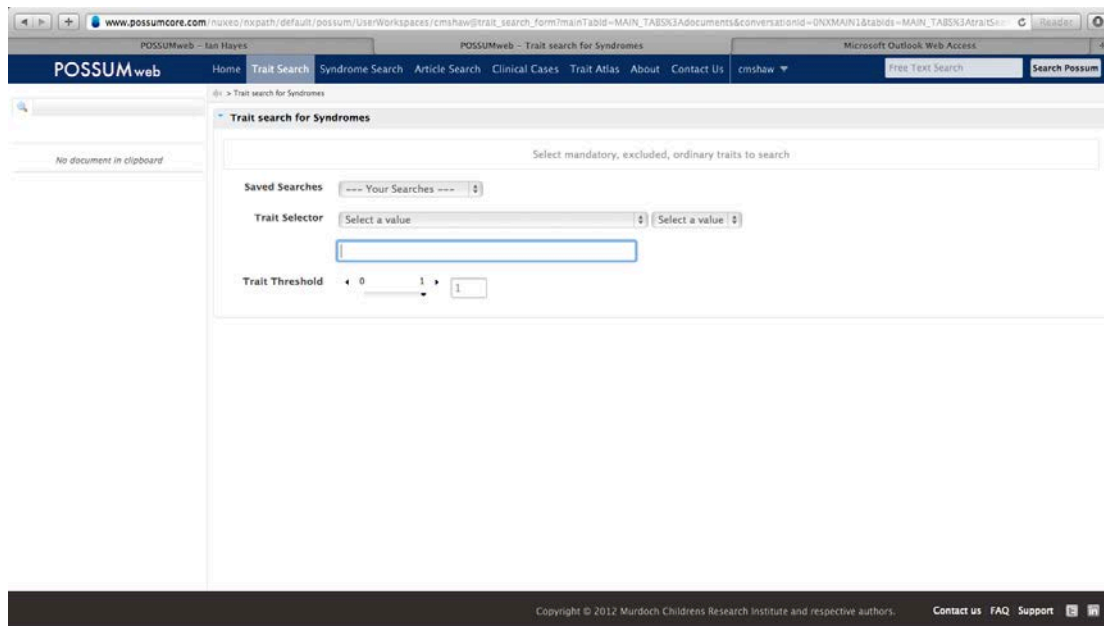 www.possumcore.com/nuxeo/nxpath/default/possum/UserWorkspaces/cmshaw@trait_search_form?mainTabId=MAIN_TABS%3Adocuments&conversationId=0NXMAIN1&tabIds=MAIN_TABS%3AtraitSea Reader
POSSUMweb - Ian Hayes POSSUMweb - Trait search for Syndromes Microsoft Outlook Web Access
POSSUM web Home Trait Search Syndrome Search Article Search Clinical Cases Trait Atlas About Contact Us cmshaw Free Text Search Search Possum
> Trait search for Syndromes
Trait search for Syndromes
No document in clipboard
Select mandatory, excluded, ordinary traits to search
Saved Searches --- Your Searches ---
Trait Selector Select a value Select a value
Trait Threshold 0 1 1
Copyright © 2012 Murdoch Childrens Research Institute and respective authors. Contact us FAQ Support